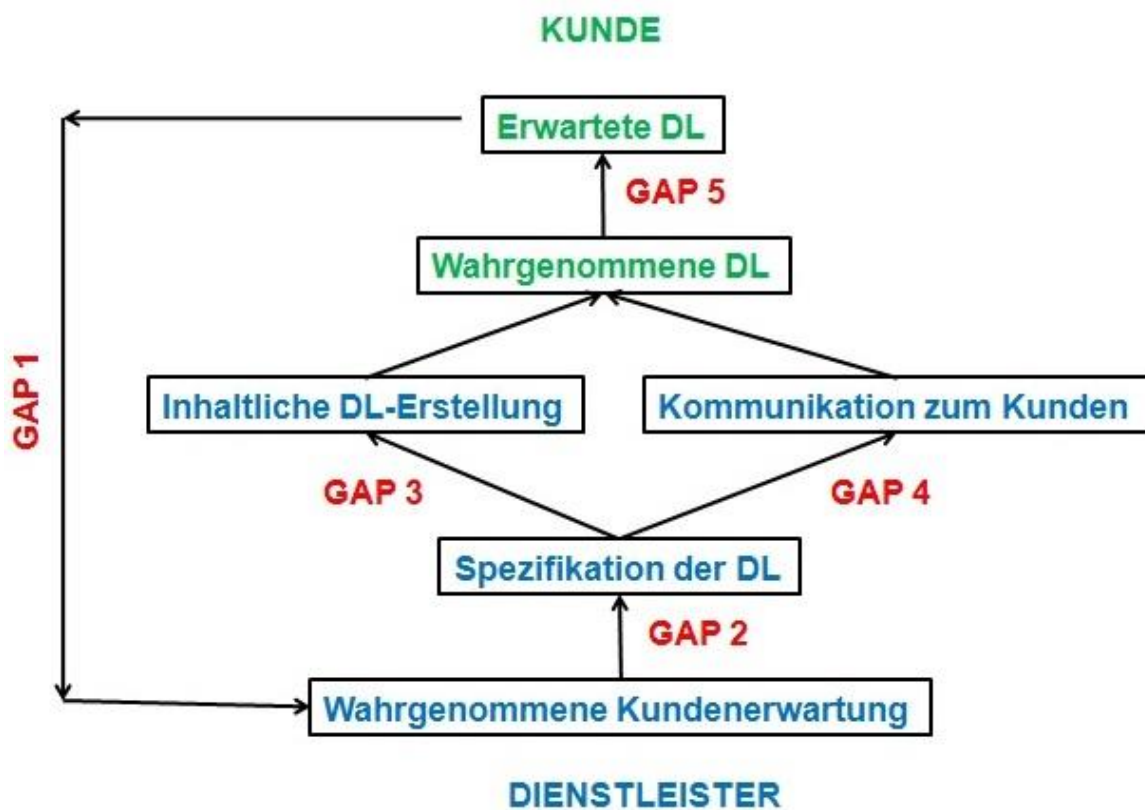 KUNDE
Erwartete DL
GAP 5
Wahrgenommene DL
GAP 1
Inhaltliche DL-Erstellung
Kommunikation zum Kunden
GAP 3
GAP 4
Spezifikation der DL
GAP 2
Wahrgenommene Kundenerwartung
DIENSTLEISTER